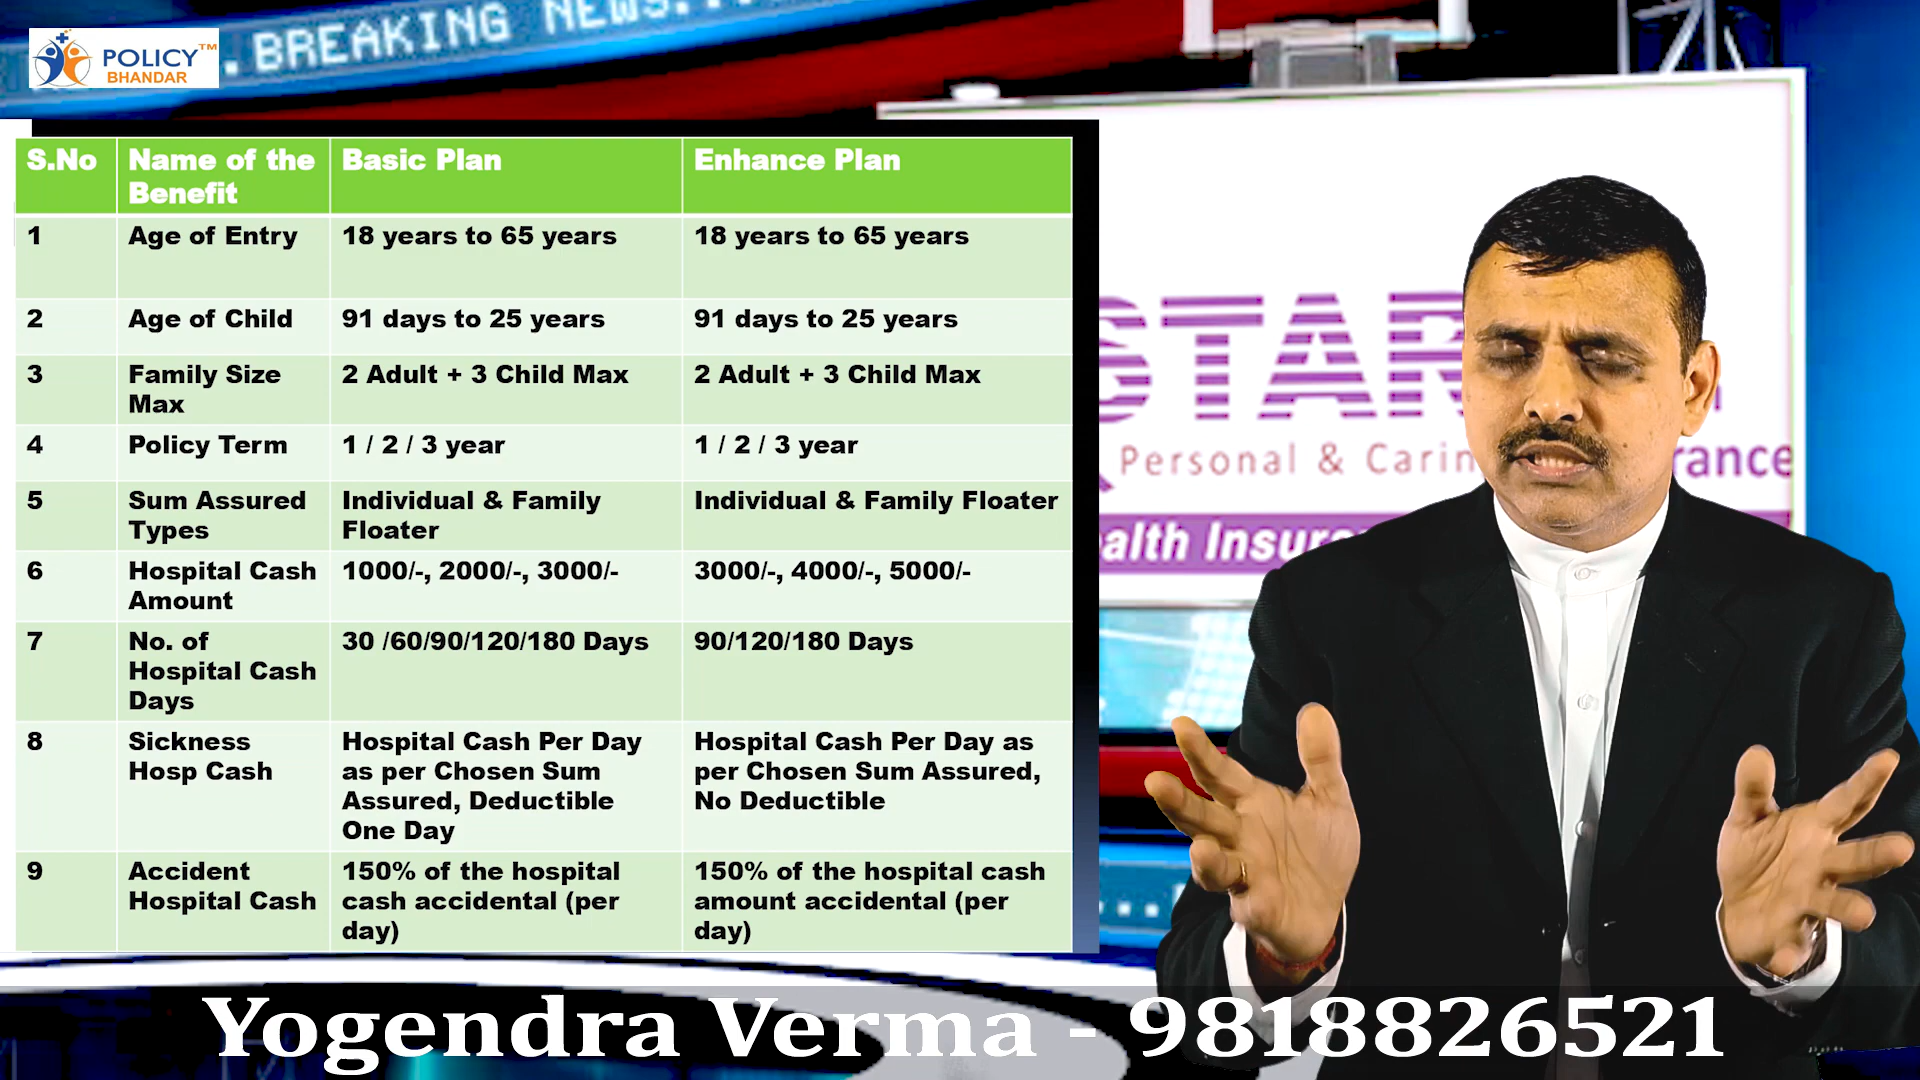 .BREAKING NEWS...
POLICY™
BHANDAR
S.No Name of the Benefit Basic Plan Enhance Plan
1 Age of Entry 18 years to 65 years 18 years to 65 years
2 Age of Child 91 days to 25 years 91 days to 25 years
3 Family Size Max 2 Adult + 3 Child Max 2 Adult + 3 Child Max
4 Policy Term 1 / 2 / 3 year 1 / 2 / 3 year
5 Sum Assured Types Individual & Family Floater Individual & Family Floater
6 Hospital Cash Amount 1000/-, 2000/-, 3000/- 3000/-, 4000/-, 5000/-
7 No. of Hospital Cash Days 30 /60/90/120/180 Days 90/120/180 Days
8 Sickness Hosp Cash Hospital Cash Per Day as per Chosen Sum Assured, Deductible One Day Hospital Cash Per Day as per Chosen Sum Assured, No Deductible
9 Accident Hospital Cash 150% of the hospital cash accidental (per day) 150% of the hospital cash amount accidental (per day)
STAR
Personal & Carin
rance
alth Insur
Yogendra Verma - 9818826521